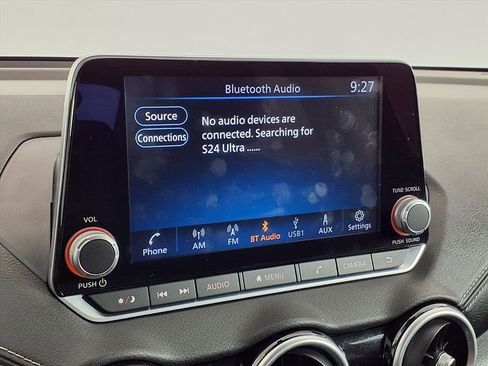 Bluetooth Audio
9:27
Source
Connections
No audio devices are
connected. Searching for
S24 Ultra ......
VOL
TUNE·SCROLL
Phone
AM
FM
BT Audio
USB1
AUX
Settings
PUSH
PUSH SOUND
AUDIO
MENU
CAMERA